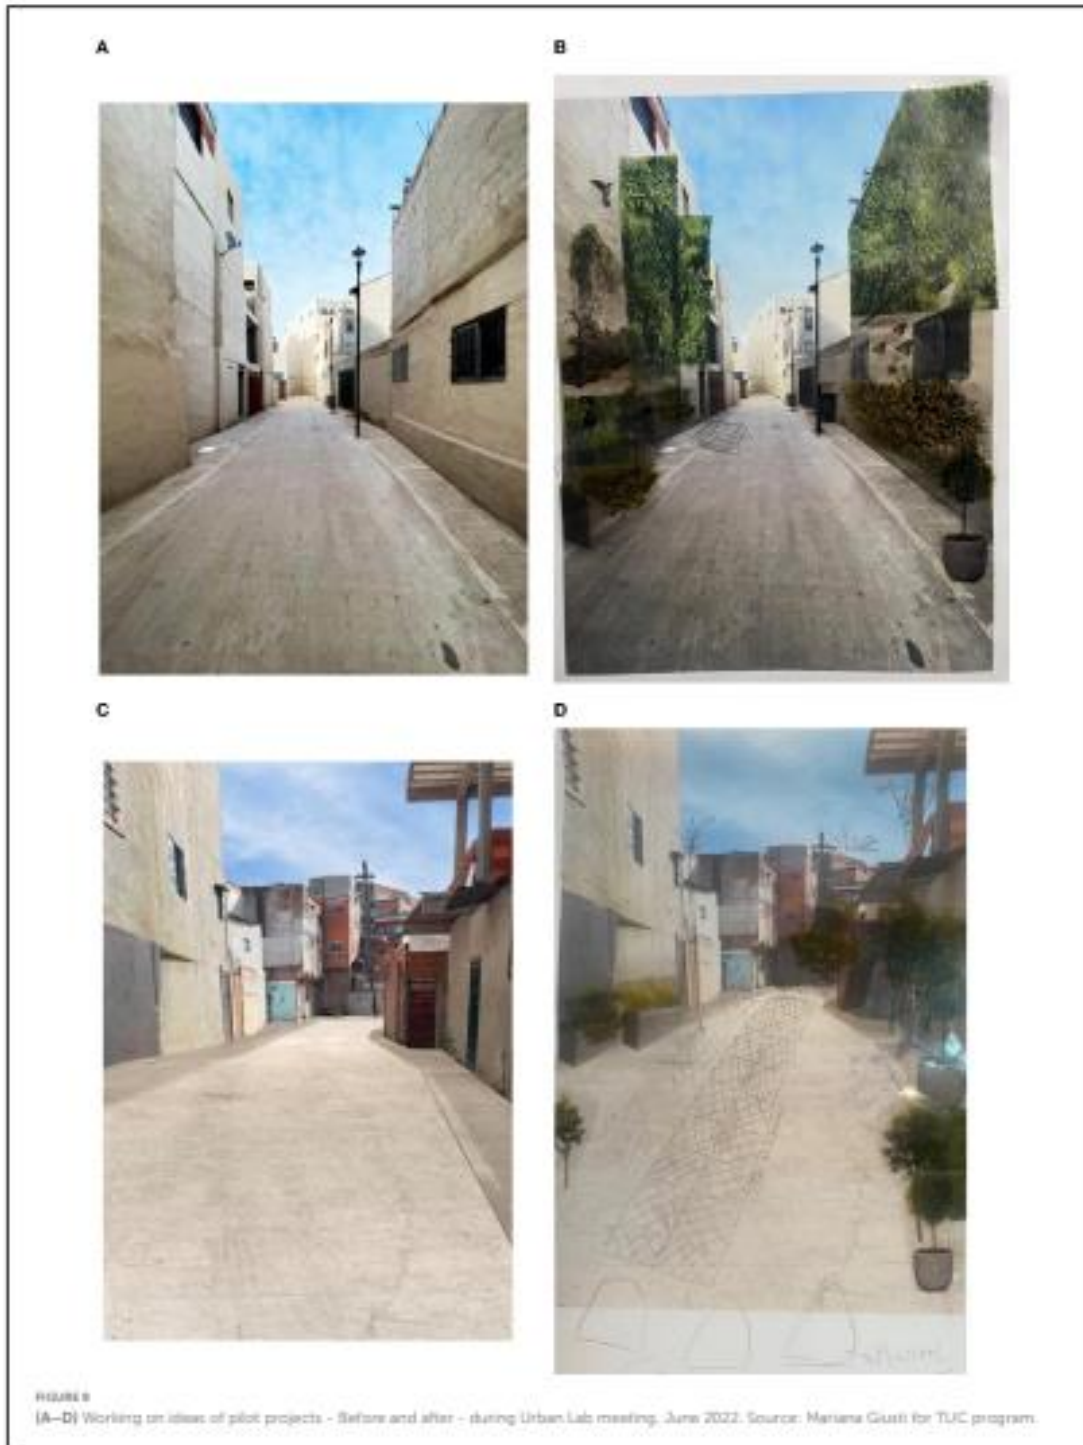 A
B
C
D
FIGURE 8
(A–D) Working on ideas of pilot projects - Before and after - during Urban Lab meeting, June 2022. Source: Mariana Giusti for TUC program.